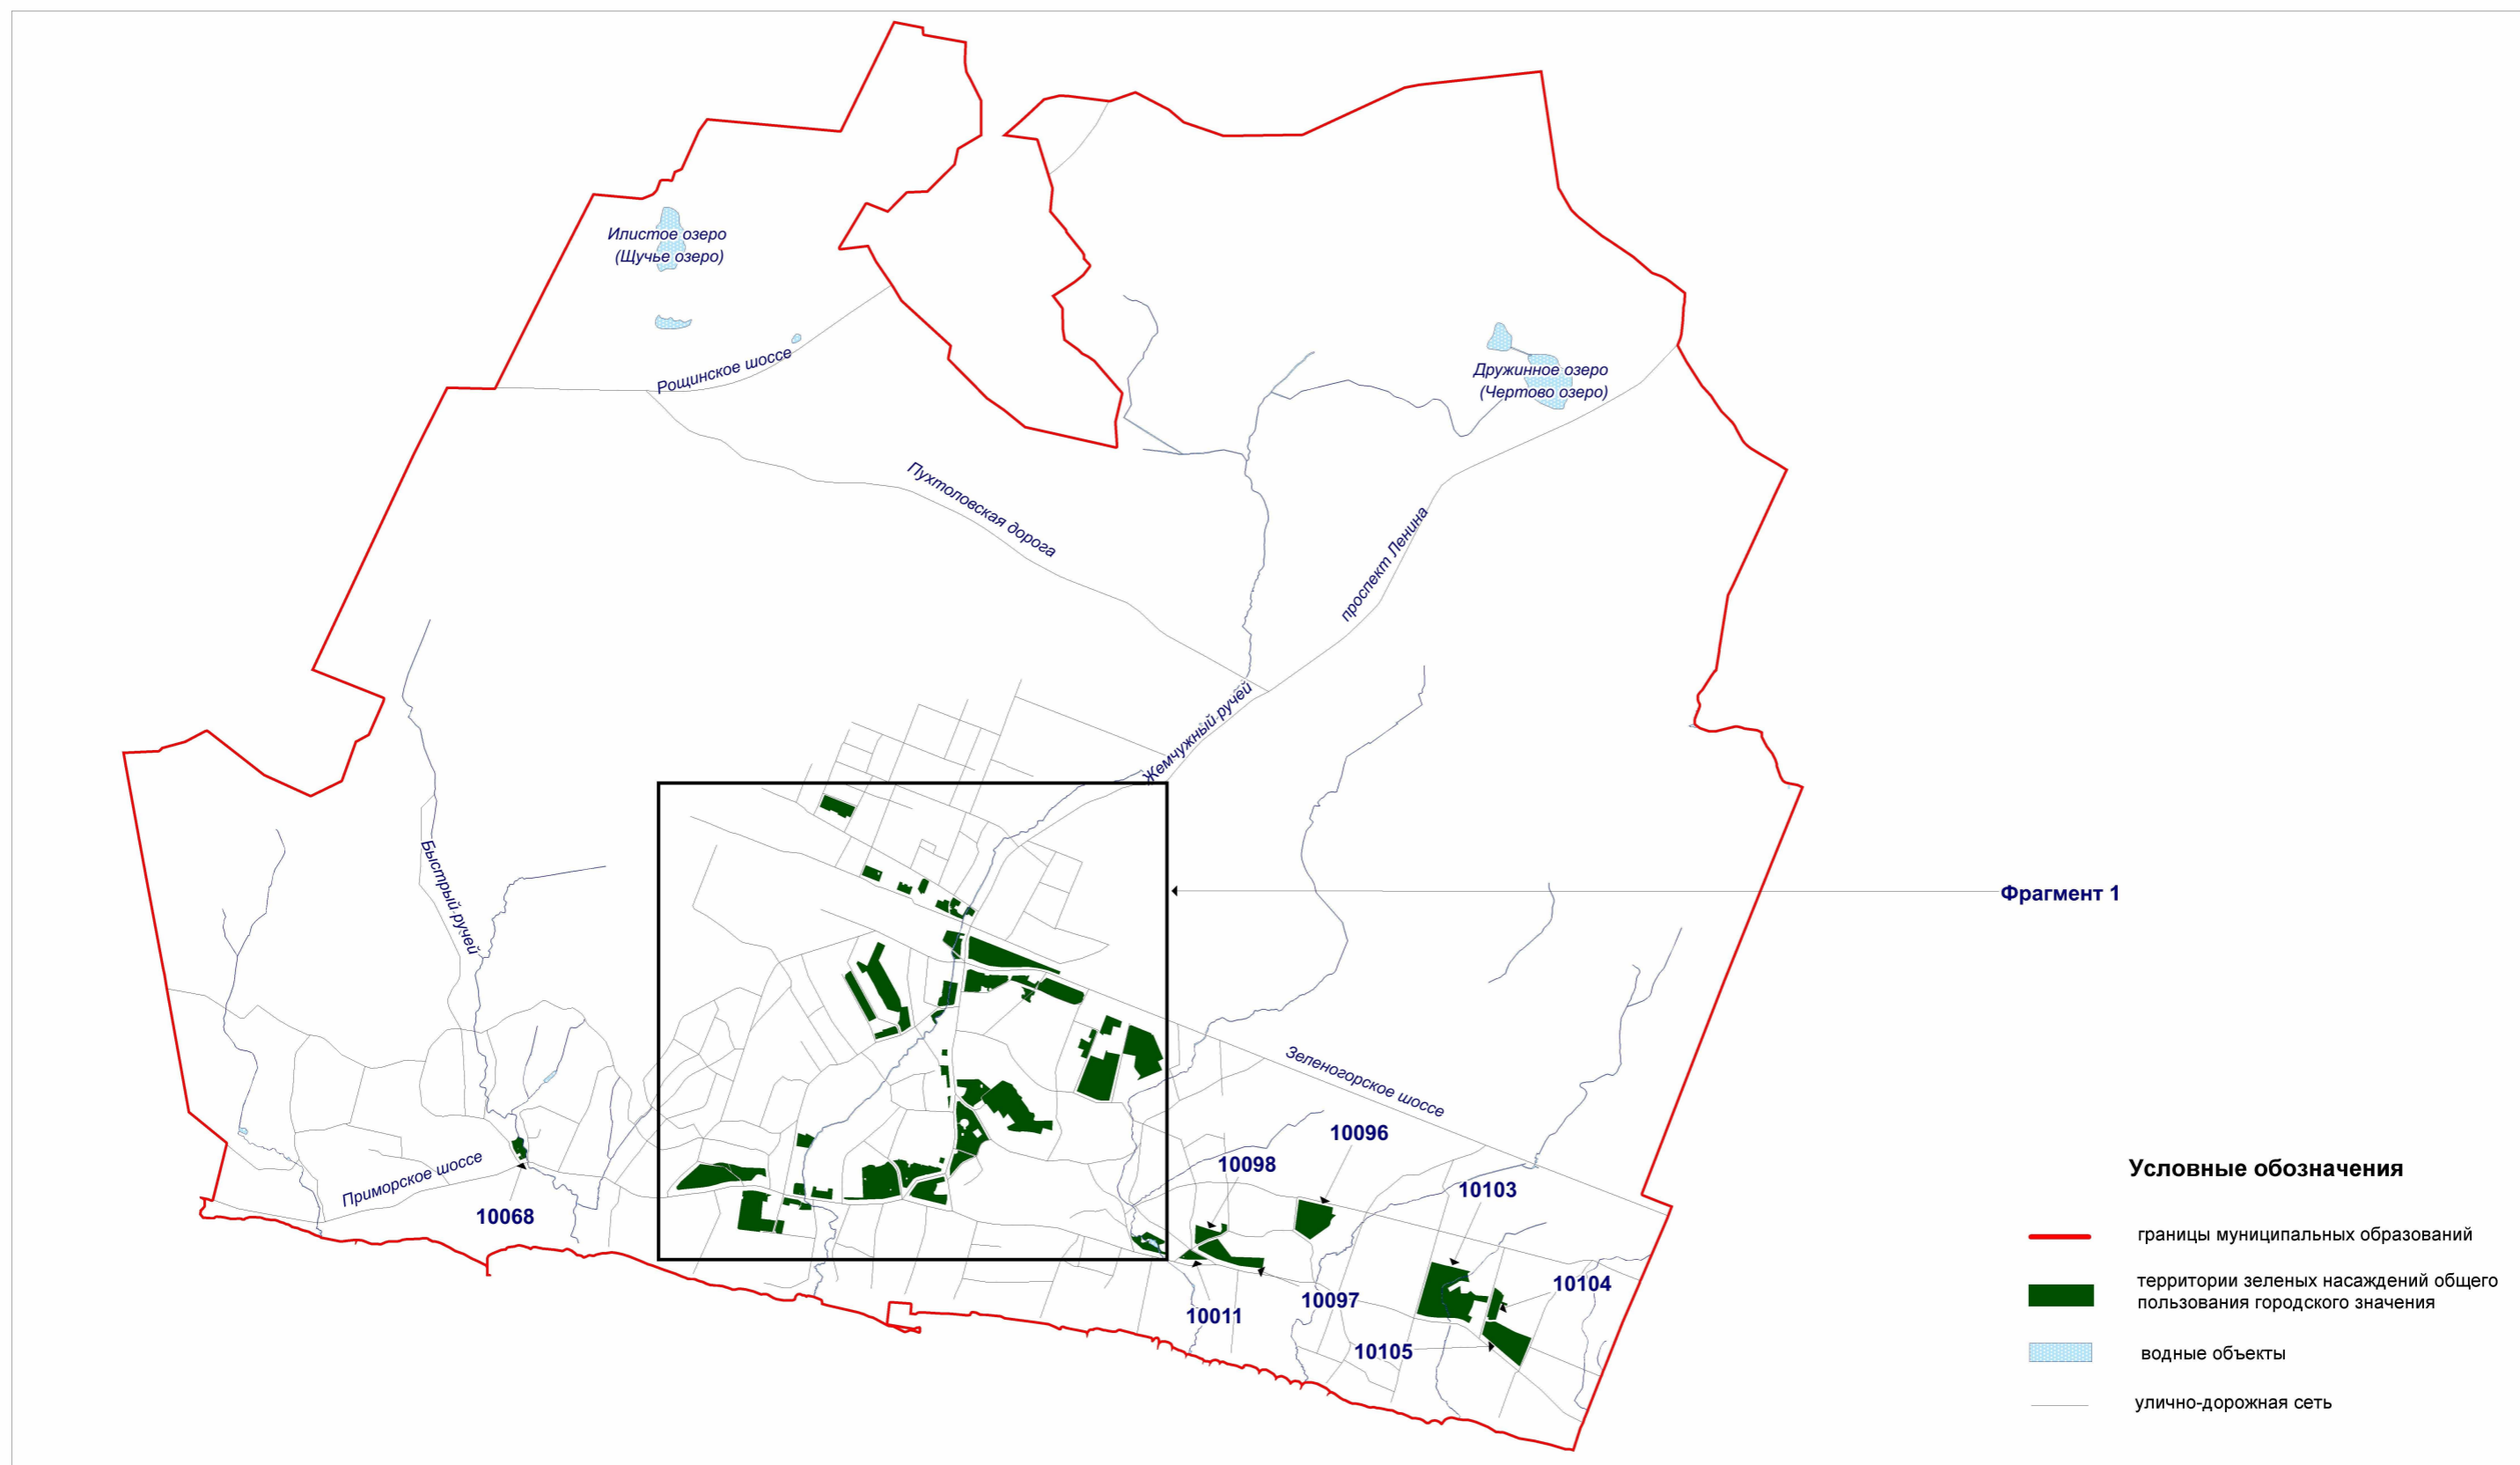 Илистое озеро
(Щучье озеро)
Рощинское шоссе
Дружинное озеро
(Чертово озеро)
Пухтоловская дорога
проспект Ленина
Жемчужный ручей
Быстрый ручей
Фрагмент 1
Зеленогорское шоссе
10096
10098
Приморское шоссе
10103
10068
10104
10097
10011
10105
Условные обозначения
границы муниципальных образований
территории зеленых насаждений общего
пользования городского значения
водные объекты
улично-дорожная сеть